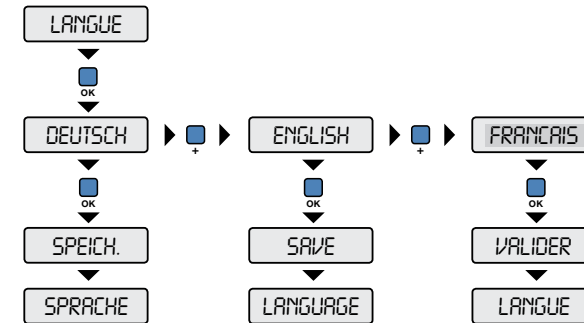 LANGUE
OK
DEUTSCH + ENGLISH + FRANCAIS
OK OK OK
SPEICH. SAVE VALIDER
SPRACHE LANGUAGE LANGUE